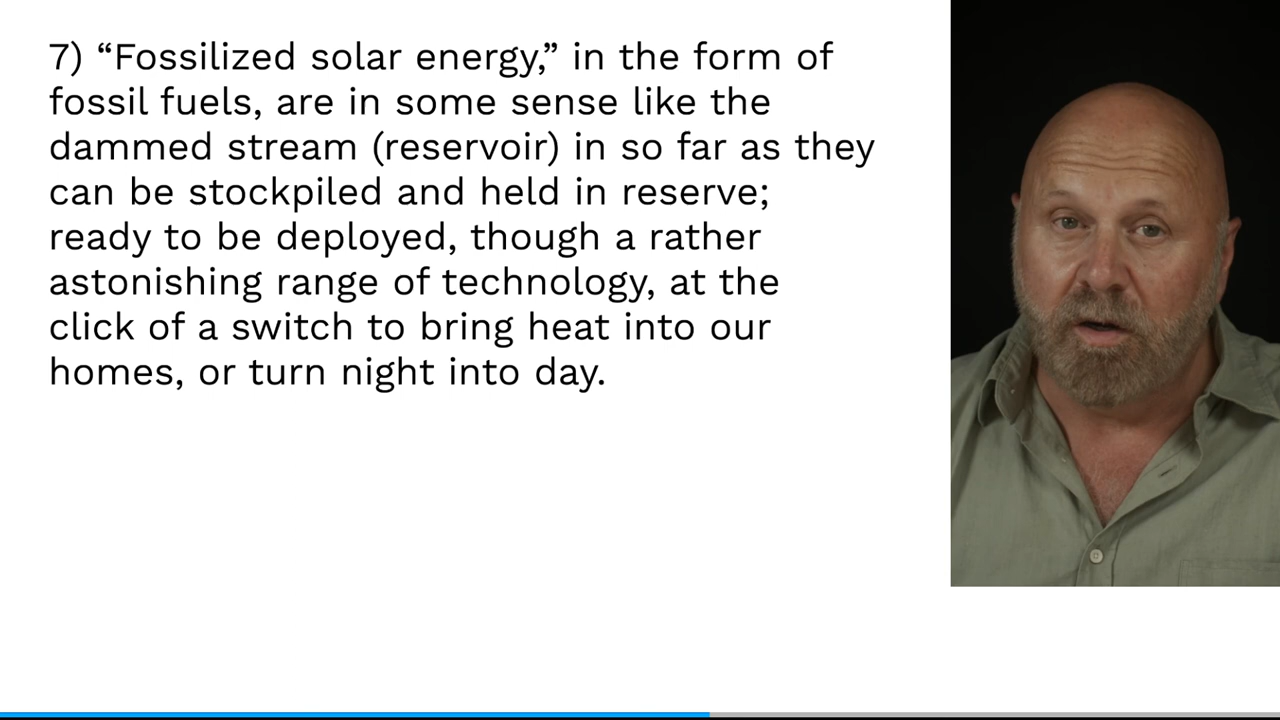 7) “Fossilized solar energy,” in the form of
fossil fuels, are in some sense like the
dammed stream (reservoir) in so far as they
can be stockpiled and held in reserve;
ready to be deployed, though a rather
astonishing range of technology, at the
click of a switch to bring heat into our
homes, or turn night into day.